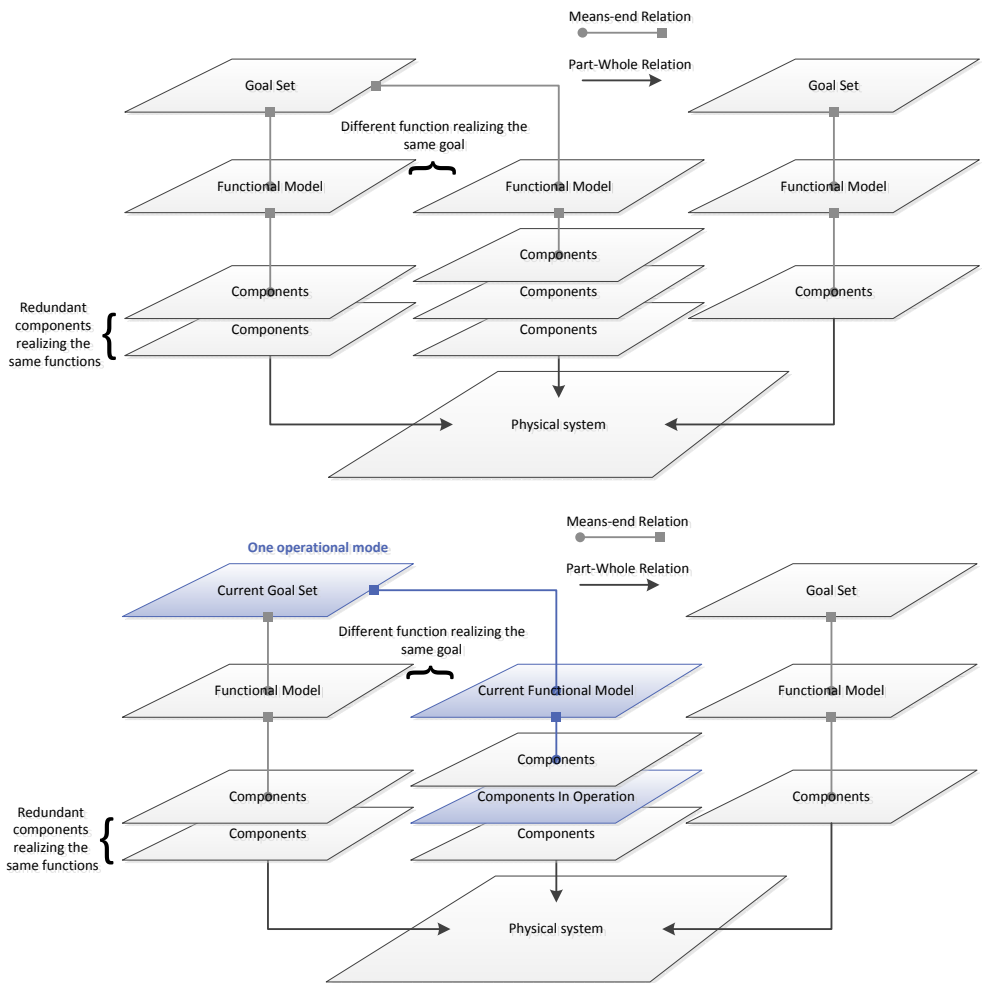 Means-end Relation
Part-Whole Relation
Goal Set
Goal Set
Different function realizing the
same goal
Functional Model
Functional Model
Functional Model
Components
Components
Components
Components
Redundant
components
realizing the
same functions
Components
Components
Physical system
Means-end Relation
One operational mode
Part-Whole Relation
Current Goal Set
Goal Set
Different function realizing the
same goal
Functional Model
Current Functional Model
Functional Model
Components
Components
Components In Operation
Components
Redundant
components
realizing the
same functions
Components
Components
Physical system